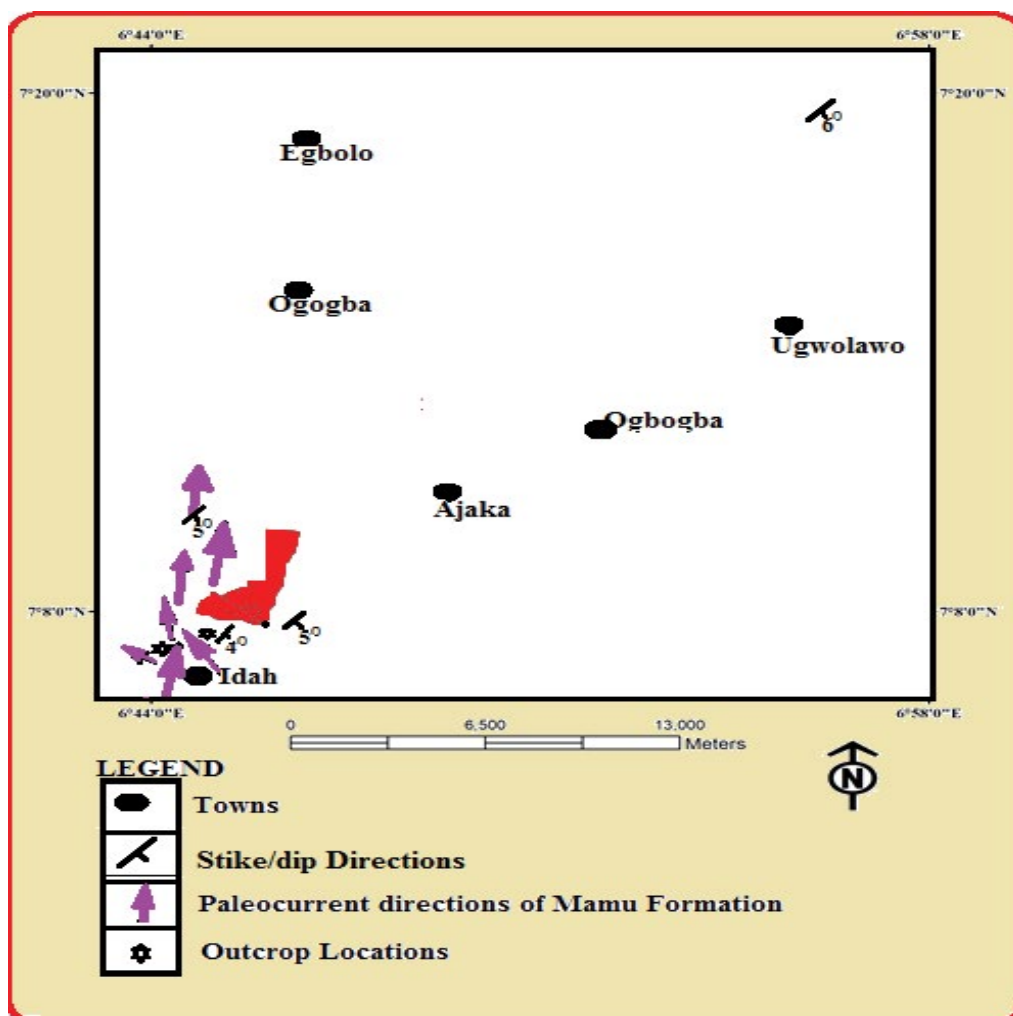 6°44'0"E 6°58'0"E
7°20'0"N 7°20'0"N
6°
Egbolo
Ogogba
Ugwolawo
Ogbogba
Ajaka
5°
7°8'0"N 7°8'0"N
4° 5°
Idah
6°44'0"E 6°58'0"E
0 6,500 13,000
Meters
N
LEGEND
Towns
Stike/dip Directions
Paleocurrent directions of Mamu Formation
Outcrop Locations